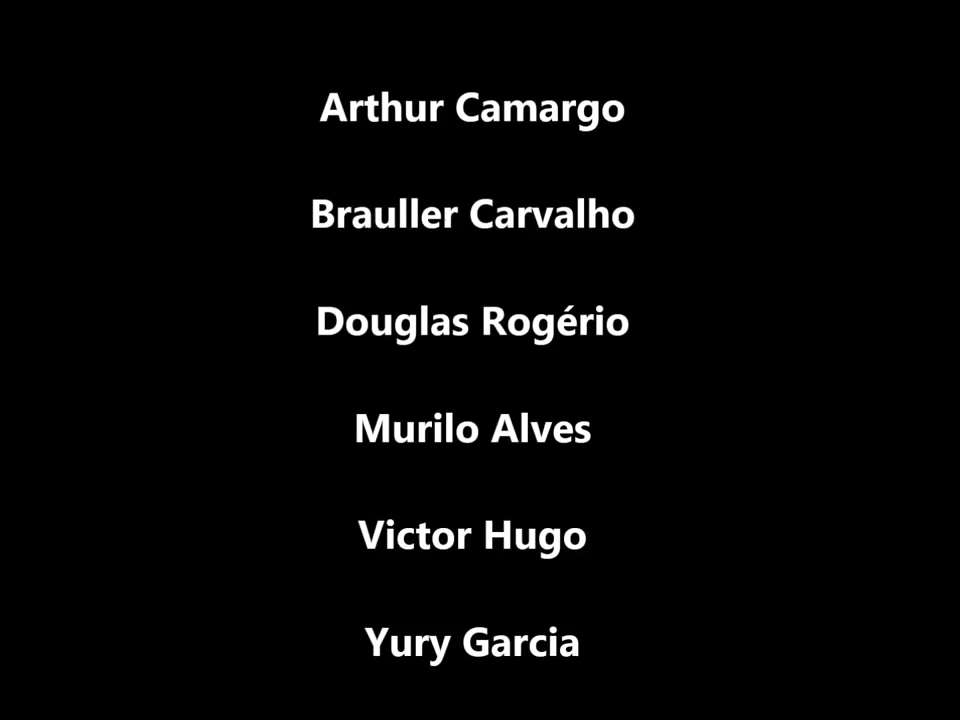 Arthur Camargo
Brauller Carvalho
Douglas Rogério
Murilo Alves
Victor Hugo
Yury Garcia